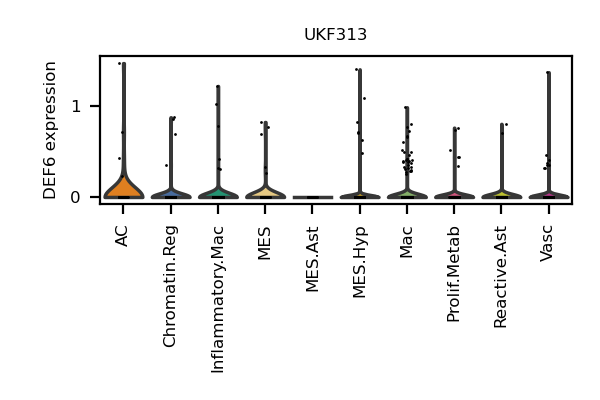 UKF313
DEF6 expression
1
0
AC
Chromatin.Reg
Inflammatory.Mac
MES
MES.Ast
MES.Hyp
Mac
Prolif.Metab
Reactive.Ast
Vasc